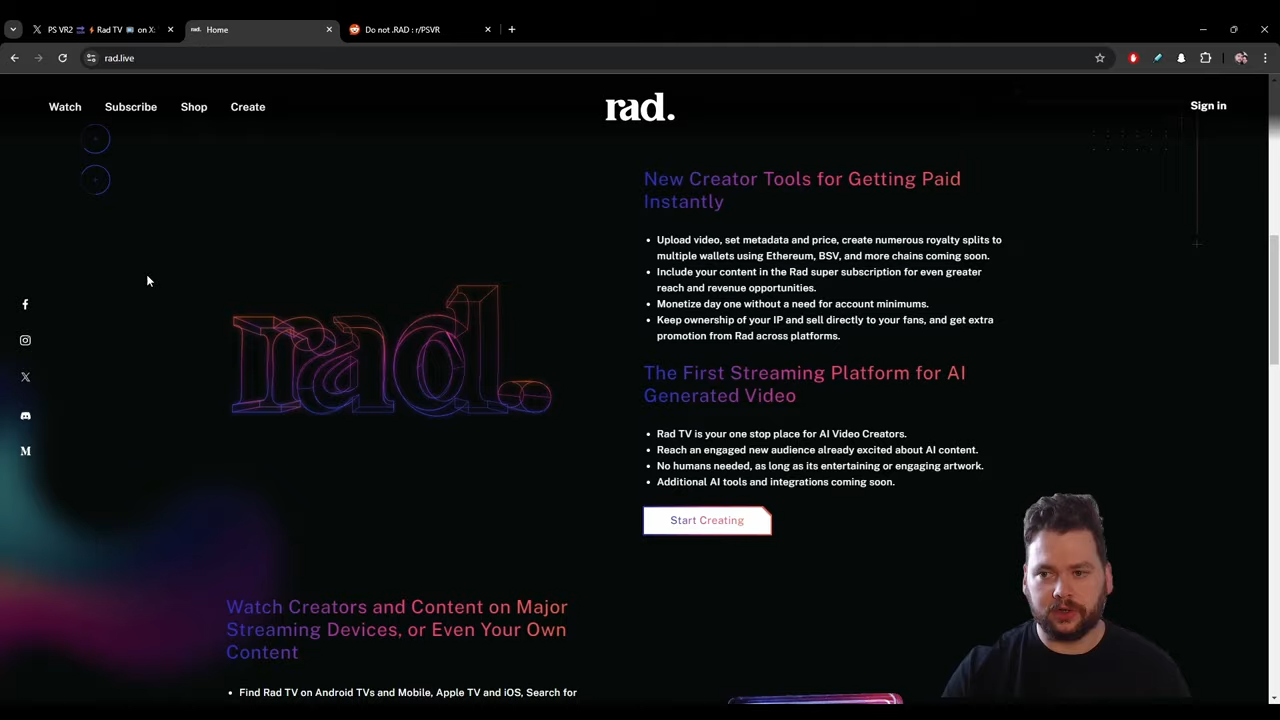 PS VR2 Rad TV on X:
rad. Home
Do not .RAD : r/PSVR
rad.live
Watch Subscribe Shop Create
rad.
Sign in
New Creator Tools for Getting Paid
Instantly
Upload video, set metadata and price, create numerous royalty splits to
multiple wallets using Ethereum, BSV, and more chains coming soon.
Include your content in the Rad super subscription for even greater
reach and revenue opportunities.
Monetize day one without a need for account minimums.
Keep ownership of your IP and sell directly to your fans, and get extra
promotion from Rad across platforms.
rad.
The First Streaming Platform for AI
Generated Video
Rad TV is your one stop place for AI Video Creators.
Reach an engaged new audience already excited about AI content.
No humans needed, as long as its entertaining or engaging artwork.
Additional AI tools and integrations coming soon.
Start Creating
Watch Creators and Content on Major
Streaming Devices, or Even Your Own
Content
Find Rad TV on Android TVs and Mobile, Apple TV and iOS, Search for